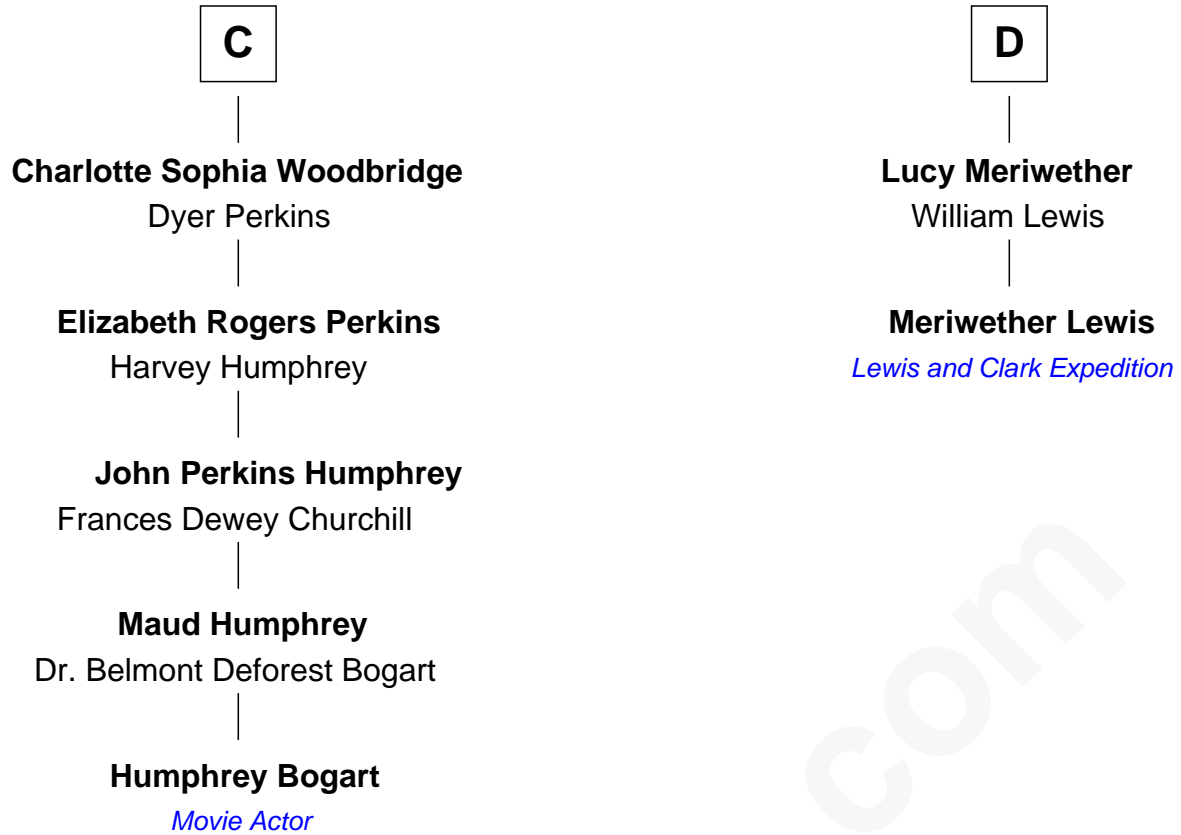 C
Charlotte Sophia Woodbridge
Dyer Perkins
Elizabeth Rogers Perkins
Harvey Humphrey
John Perkins Humphrey
Frances Dewey Churchill
Maud Humphrey
Dr. Belmont Deforest Bogart
Humphrey Bogart
Movie Actor
D
Lucy Meriwether
William Lewis
Meriwether Lewis
Lewis and Clark Expedition
com